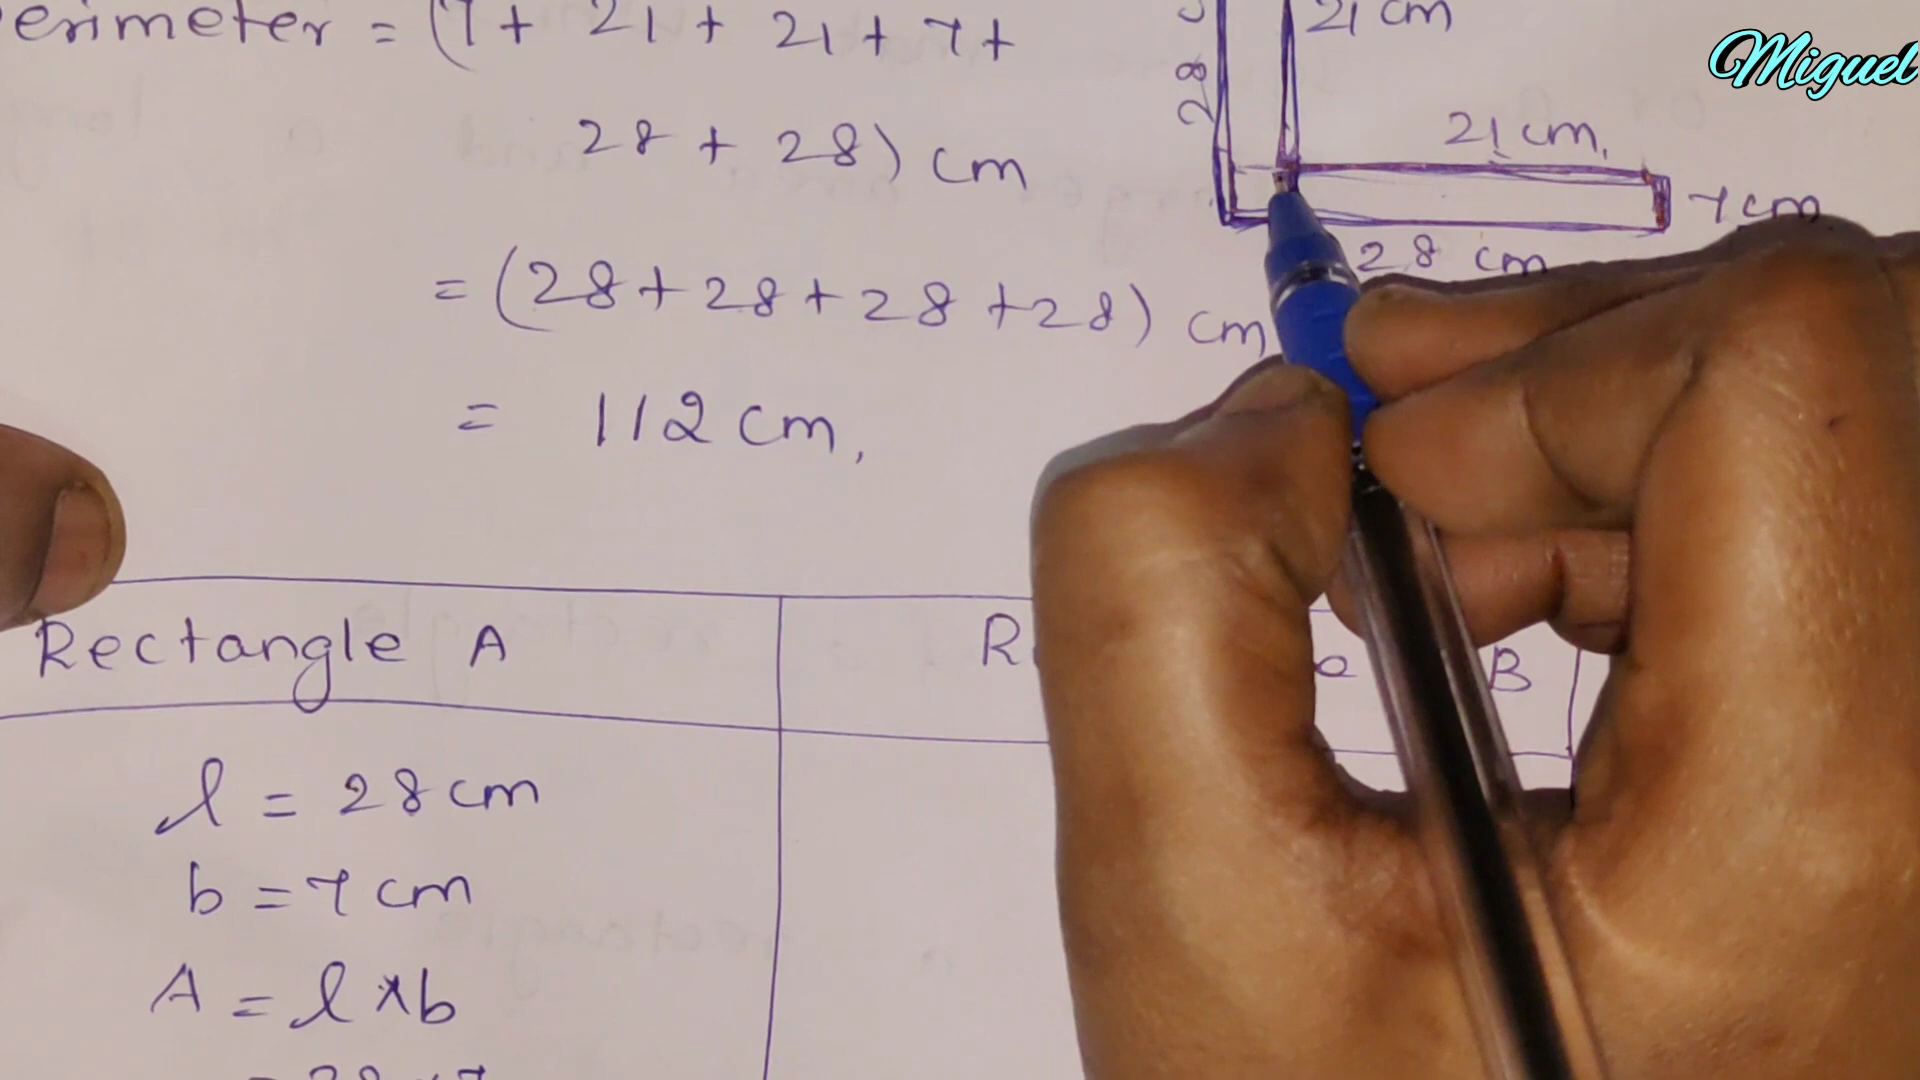 erimeter = (7 + 21 + 21 + 7 +
28 + 28) cm
= (28 + 28 + 28 + 28) cm
= 112 cm,
21 cm
28
21 cm,
7 cm
28 cm
Miguel
Rectangle A
B
l = 28 cm
b = 7 cm
A = l × b